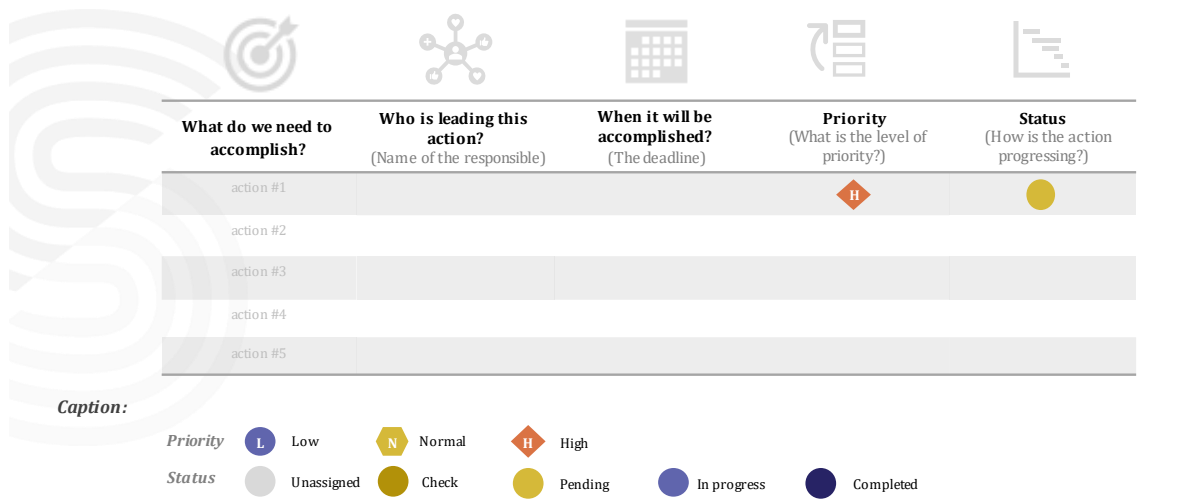 What do we need to
accomplish?
Who is leading this
action?
(Name of the responsible)
When it will be
accomplished?
(The deadline)
Priority
(What is the level of
priority?)
Status
(How is the action
progressing?)
action #1
H
action #2
action #3
action #4
action #5
Caption:
Priority L Low N Normal H High
Status Unassigned Check Pending In progress Completed